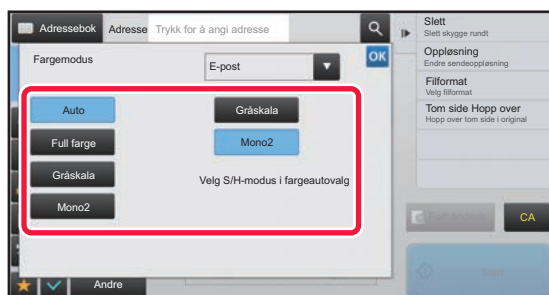 Adressebok Adresse Trykk for å angi adresse
Fargemodus
E-post
OK
Auto
Full farge
Gråskala
Mono2
Gråskala
Mono2
Velg S/H-modus i fargeautovalg
Andre
Slett
Slett skygge rundt
Oppløsning
Endre sendeoppløsning
Filformat
Velg filformat
Tom side Hopp over
Hopp over tom side i original
CA
Start